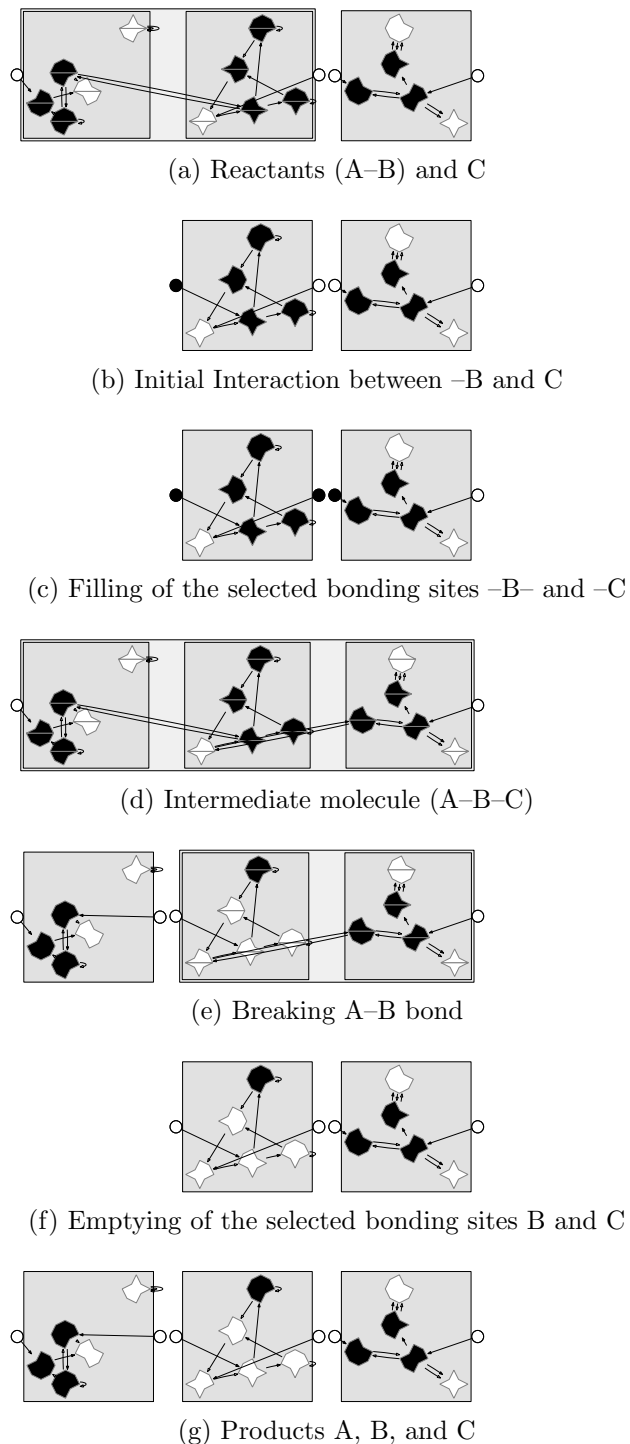 (a) Reactants (A–B) and C
(b) Initial Interaction between –B and C
(c) Filling of the selected bonding sites –B– and –C
(d) Intermediate molecule (A–B–C)
(e) Breaking A–B bond
(f) Emptying of the selected bonding sites B and C
(g) Products A, B, and C